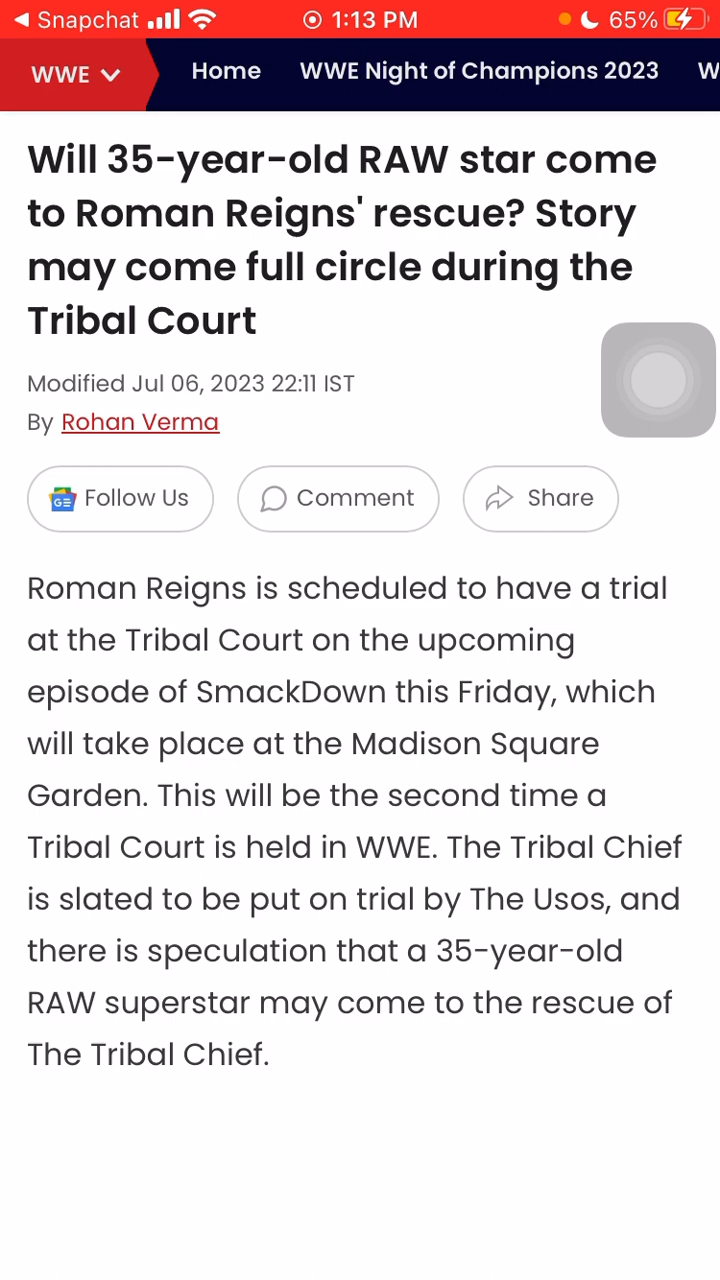 Snapchat 1:13 PM 65%
WWE Home WWE Night of Champions 2023 W
Will 35-year-old RAW star come
to Roman Reigns' rescue? Story
may come full circle during the
Tribal Court
Modified Jul 06, 2023 22:11 IST
By Rohan Verma
GE Follow Us Comment Share
Roman Reigns is scheduled to have a trial
at the Tribal Court on the upcoming
episode of SmackDown this Friday, which
will take place at the Madison Square
Garden. This will be the second time a
Tribal Court is held in WWE. The Tribal Chief
is slated to be put on trial by The Usos, and
there is speculation that a 35-year-old
RAW superstar may come to the rescue of
The Tribal Chief.